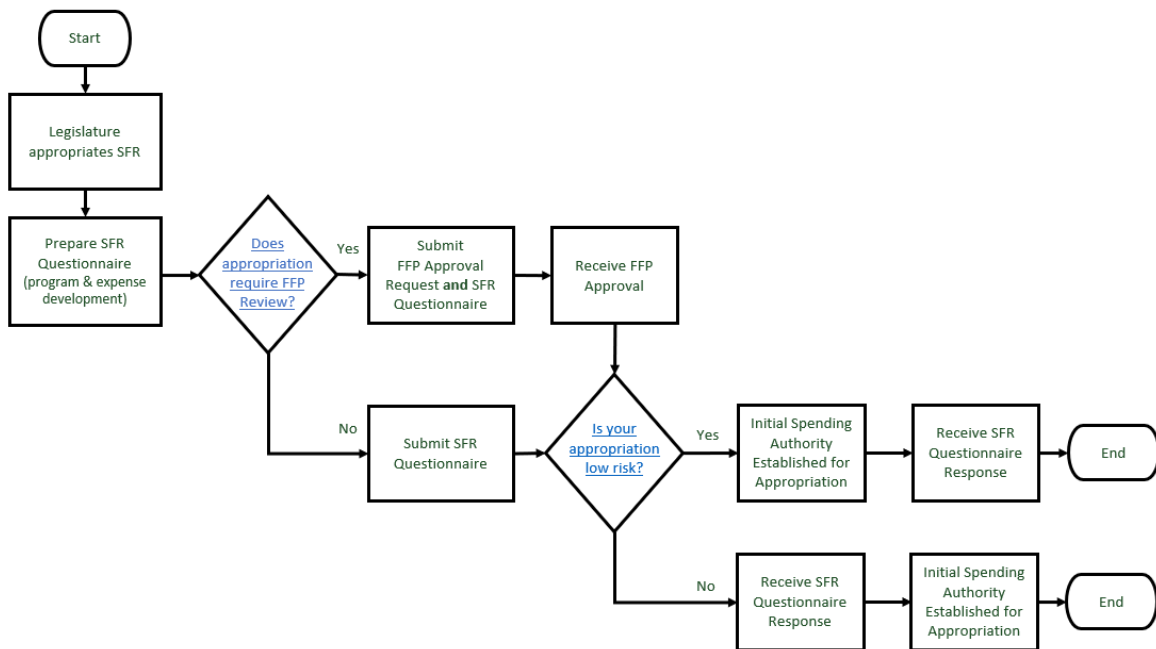 Start
Legislature
appropriates SFR
Prepare SFR
Questionnaire
(program & expense
development)
Does
appropriation
require FFP
Review?
Yes
Submit
FFP Approval
Request and SFR
Questionnaire
Receive FFP
Approval
No
Submit SFR
Questionnaire
Is your
appropriation
low risk?
Yes
Initial Spending
Authority
Established for
Appropriation
Receive SFR
Questionnaire
Response
End
No
Receive SFR
Questionnaire
Response
Initial Spending
Authority
Established for
Appropriation
End